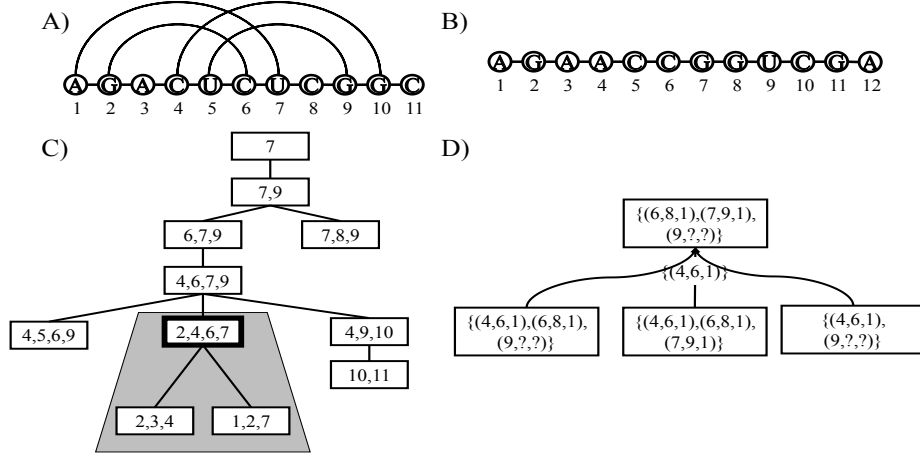 A)
A G A C U C U C G G C
1 2 3 4 5 6 7 8 9 10 11
B)
A G A A C C G G U C G A
1 2 3 4 5 6 7 8 9 10 11 12
C)
7
7,9
6,7,9 7,8,9
4,6,7,9
4,5,6,9 2,4,6,7 4,9,10
10,11
2,3,4 1,2,7
D)
{(6,8,1),(7,9,1),
(9,?,?)}
{(4,6,1)}
{(4,6,1),(6,8,1),
(9,?,?)}
{(4,6,1),(6,8,1),
(7,9,1)}
{(4,6,1),
(9,?,?)}